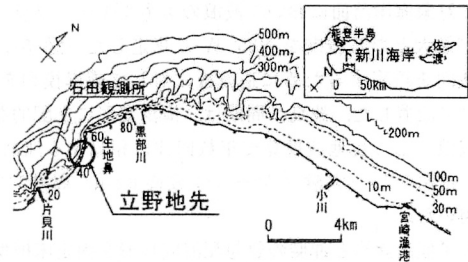 N
500m
400m
300m
石田観測所
能登半島
佐渡
下新川海岸
N
0 50km
200m
20
40
60
80
生地鼻
黒部川
片貝川
立野地先
小川
宮崎漁港
10m
100m
50m
30m
0 4km